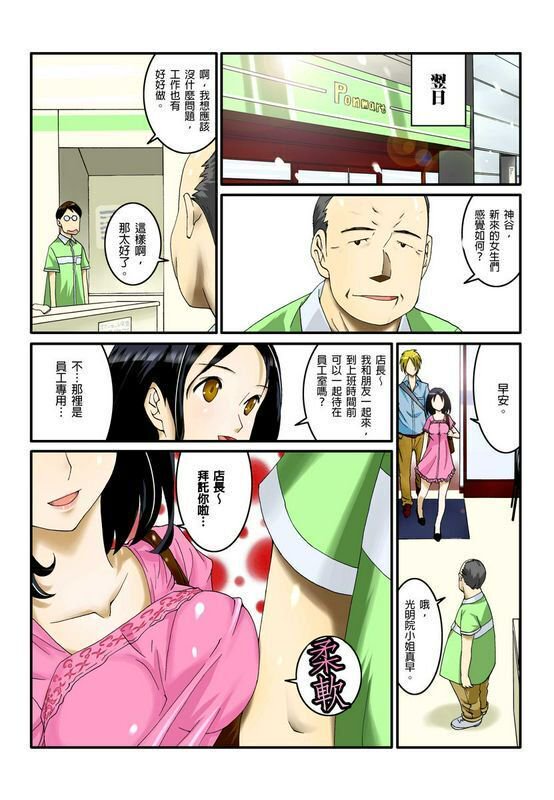 翌日
Ponmart
神谷，
新來的女生們
感覺如何？
啊，我想應該
沒什麼問題，
工作也有
好好做。
這樣啊，
那太好了。
早安。
哦，
光明院小姐真早。
店長～
我和朋友一起來，
到上班時間前
可以一起待在
員工室嗎？
不…那裡是
員工專用…
店長～
拜託你啦…
柔軟